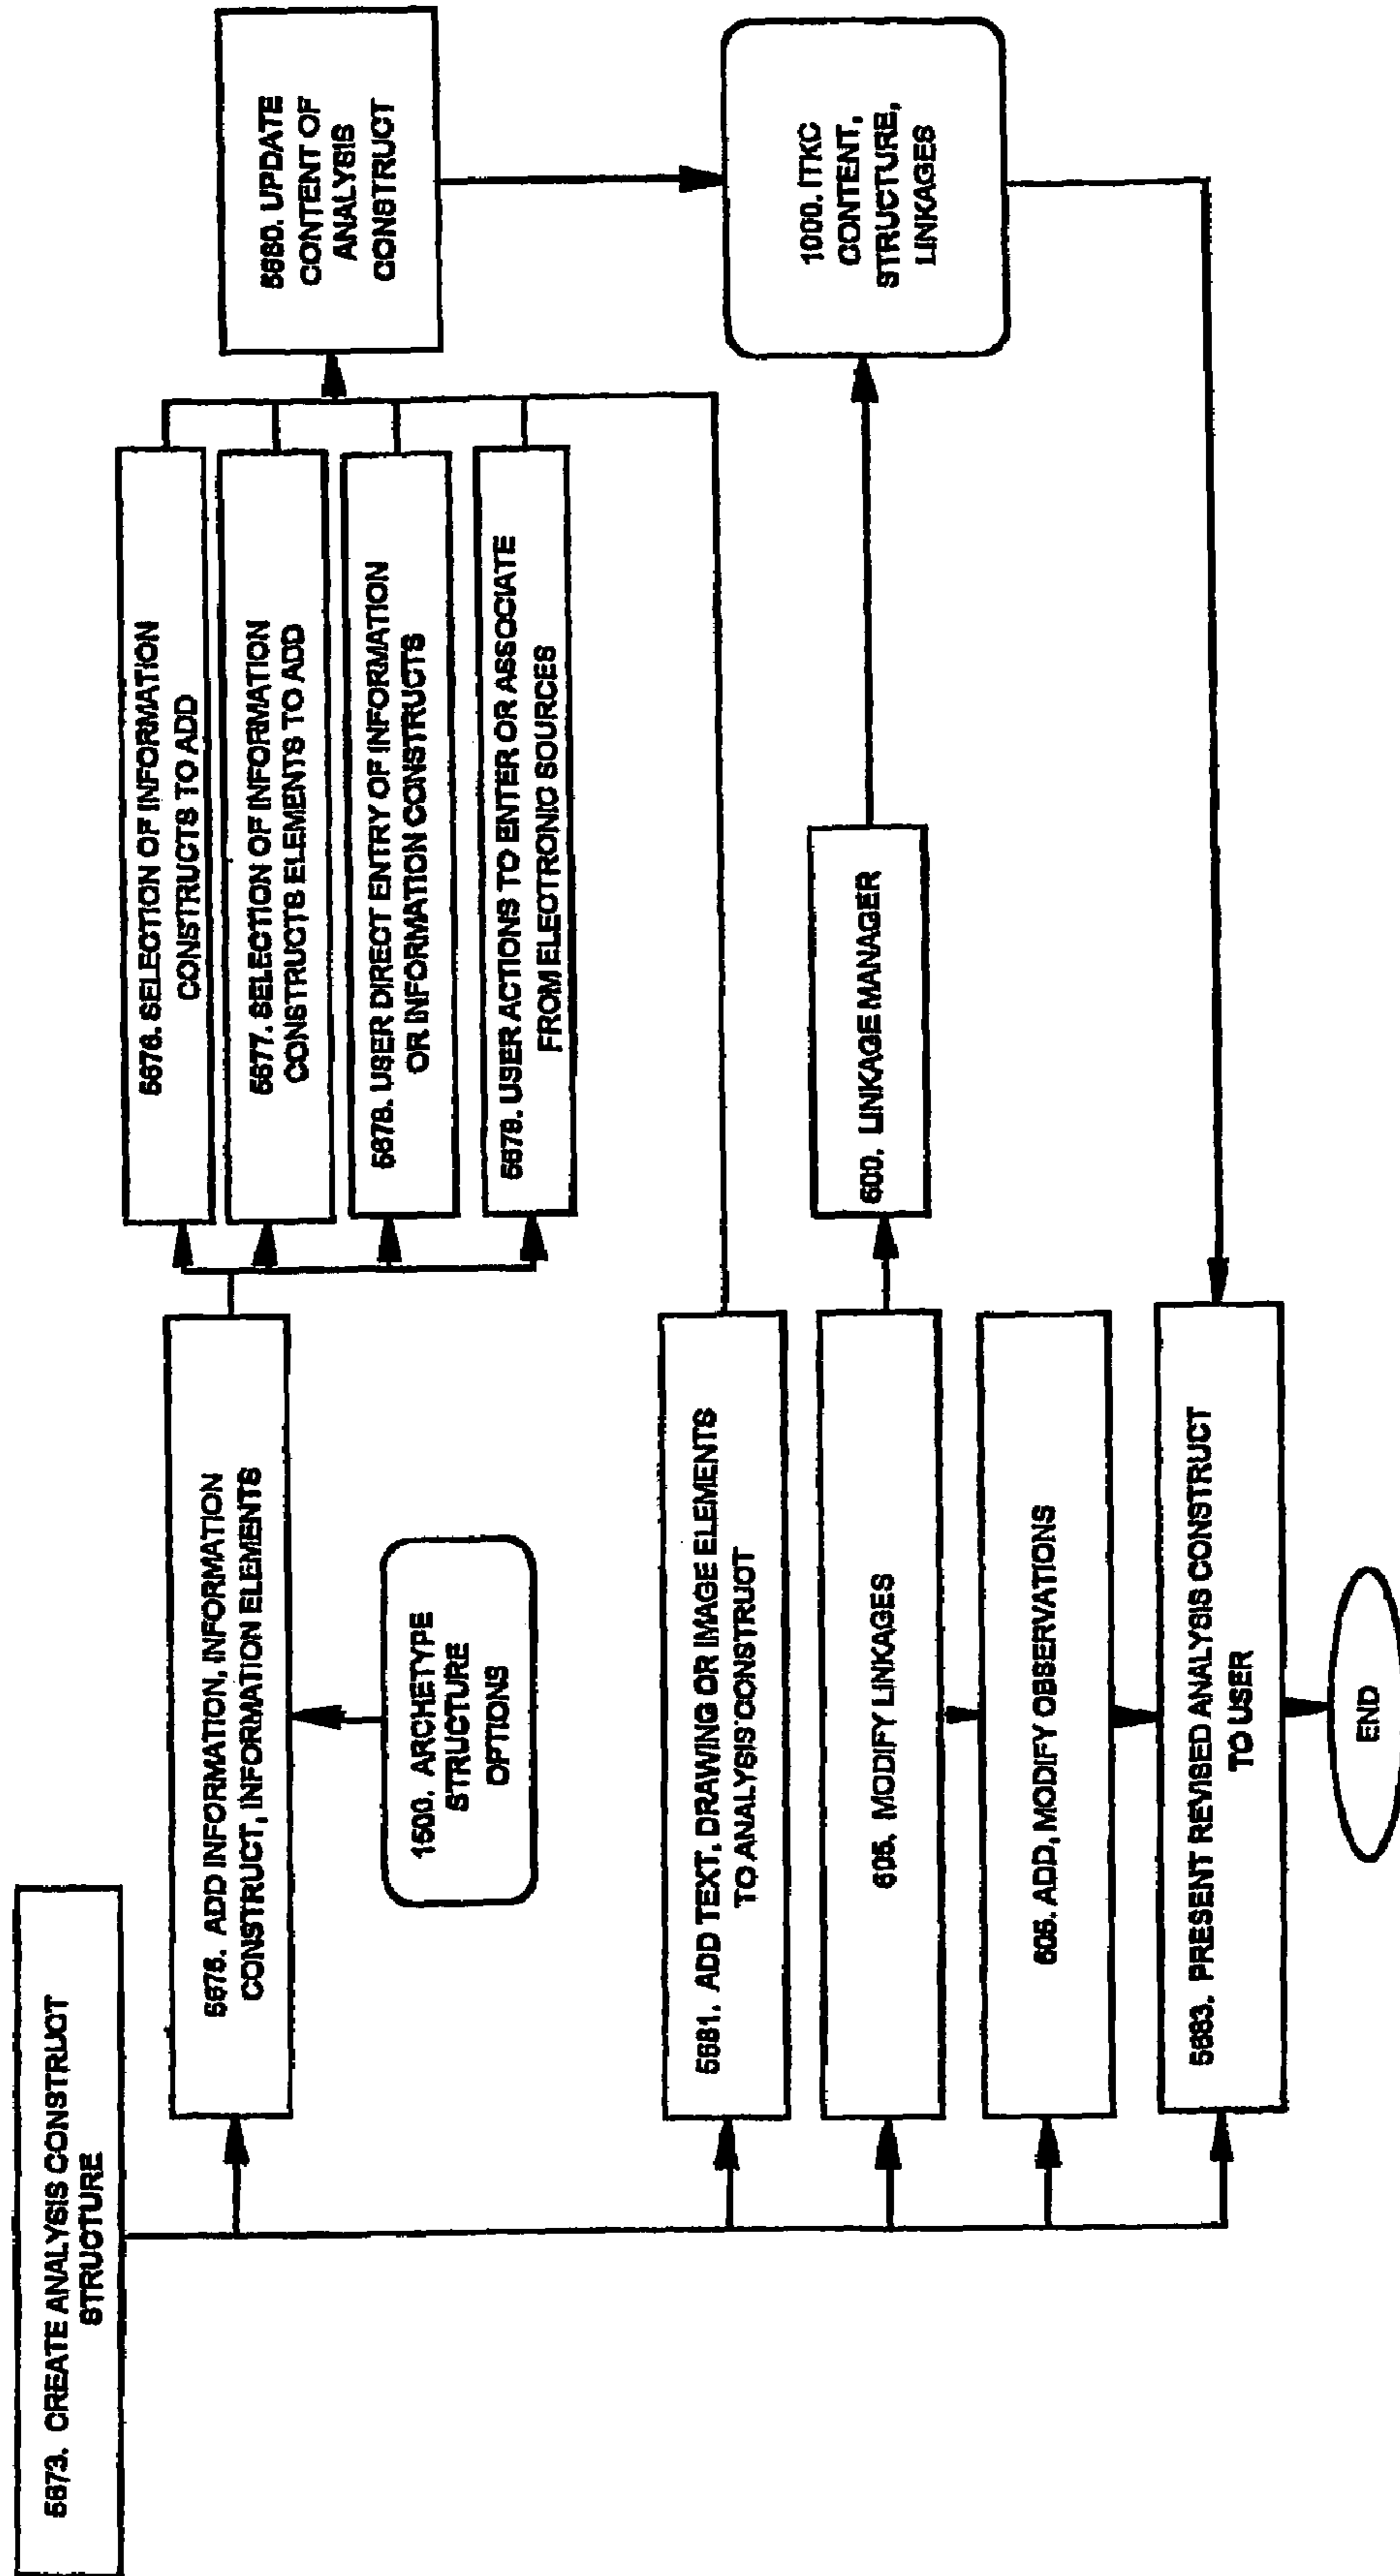 5673. CREATE ANALYSIS CONSTRUCT
STRUCTURE
5675. ADD INFORMATION, INFORMATION
CONSTRUCT, INFORMATION ELEMENTS
1500. ARCHETYPE
STRUCTURE
OPTIONS
5676. SELECTION OF INFORMATION
CONSTRUCTS TO ADD
5677. SELECTION OF INFORMATION
CONSTRUCTS ELEMENTS TO ADD
5678. USER DIRECT ENTRY OF INFORMATION
OR INFORMATION CONSTRUCTS
5679. USER ACTIONS TO ENTER OR ASSOCIATE
FROM ELECTRONIC SOURCES
5680. UPDATE
CONTENT OF
ANALYSIS
CONSTRUCT
5681. ADD TEXT, DRAWING OR IMAGE ELEMENTS
TO ANALYSIS CONSTRUCT
605. MODIFY LINKAGES
600. LINKAGE MANAGER
1000. ITKC
CONTENT,
STRUCTURE,
LINKAGES
605. ADD, MODIFY OBSERVATIONS
5683. PRESENT REVISED ANALYSIS CONSTRUCT
TO USER
END